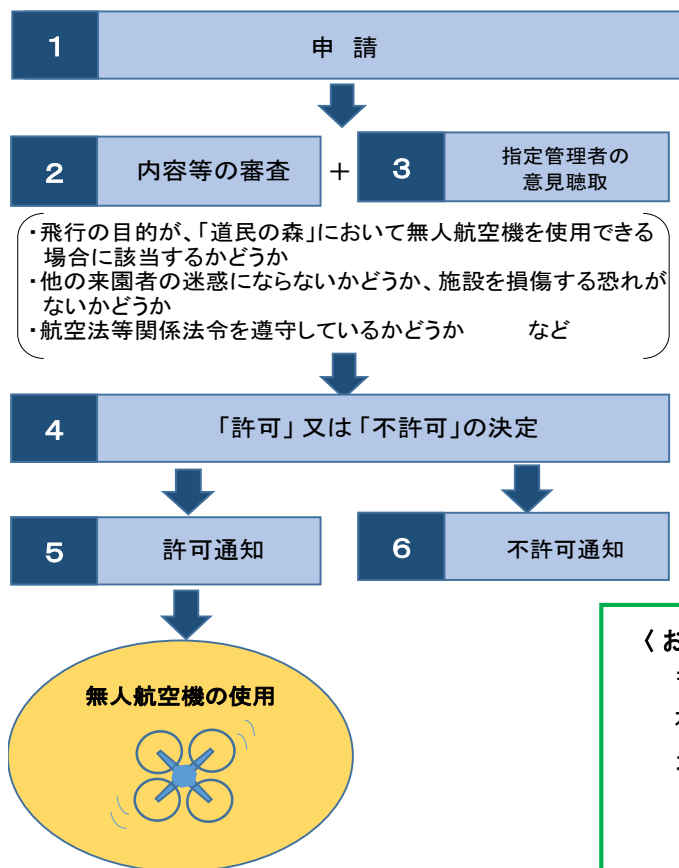 1 申 請
2 内容等の審査 + 3 指定管理者の
意見聴取
・飛行の目的が、「道民の森」において無人航空機を使用できる
場合に該当するかどうか
・他の来園者の迷惑にならないかどうか、施設を損傷する恐れが
ないかどうか
・航空法等関係法令を遵守しているかどうか など
4 「許可」又は「不許可」の決定
5 許可通知
6 不許可通知
無人航空機の使用
〈 お